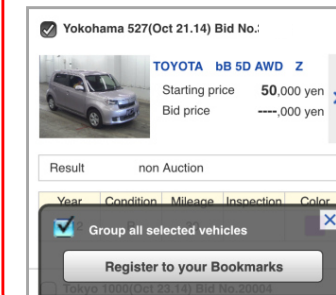 Yokohama 527(Oct 21.14) Bid No.:
TOYOTA bB 5D AWD Z
Starting price 50,000 yen
Bid price ----,000 yen
Result non Auction
Year Condition Mileage Inspection Color
Group all selected vehicles
Register to your Bookmarks
Tokyo 1000(Oct 23.14) Bid No.20004